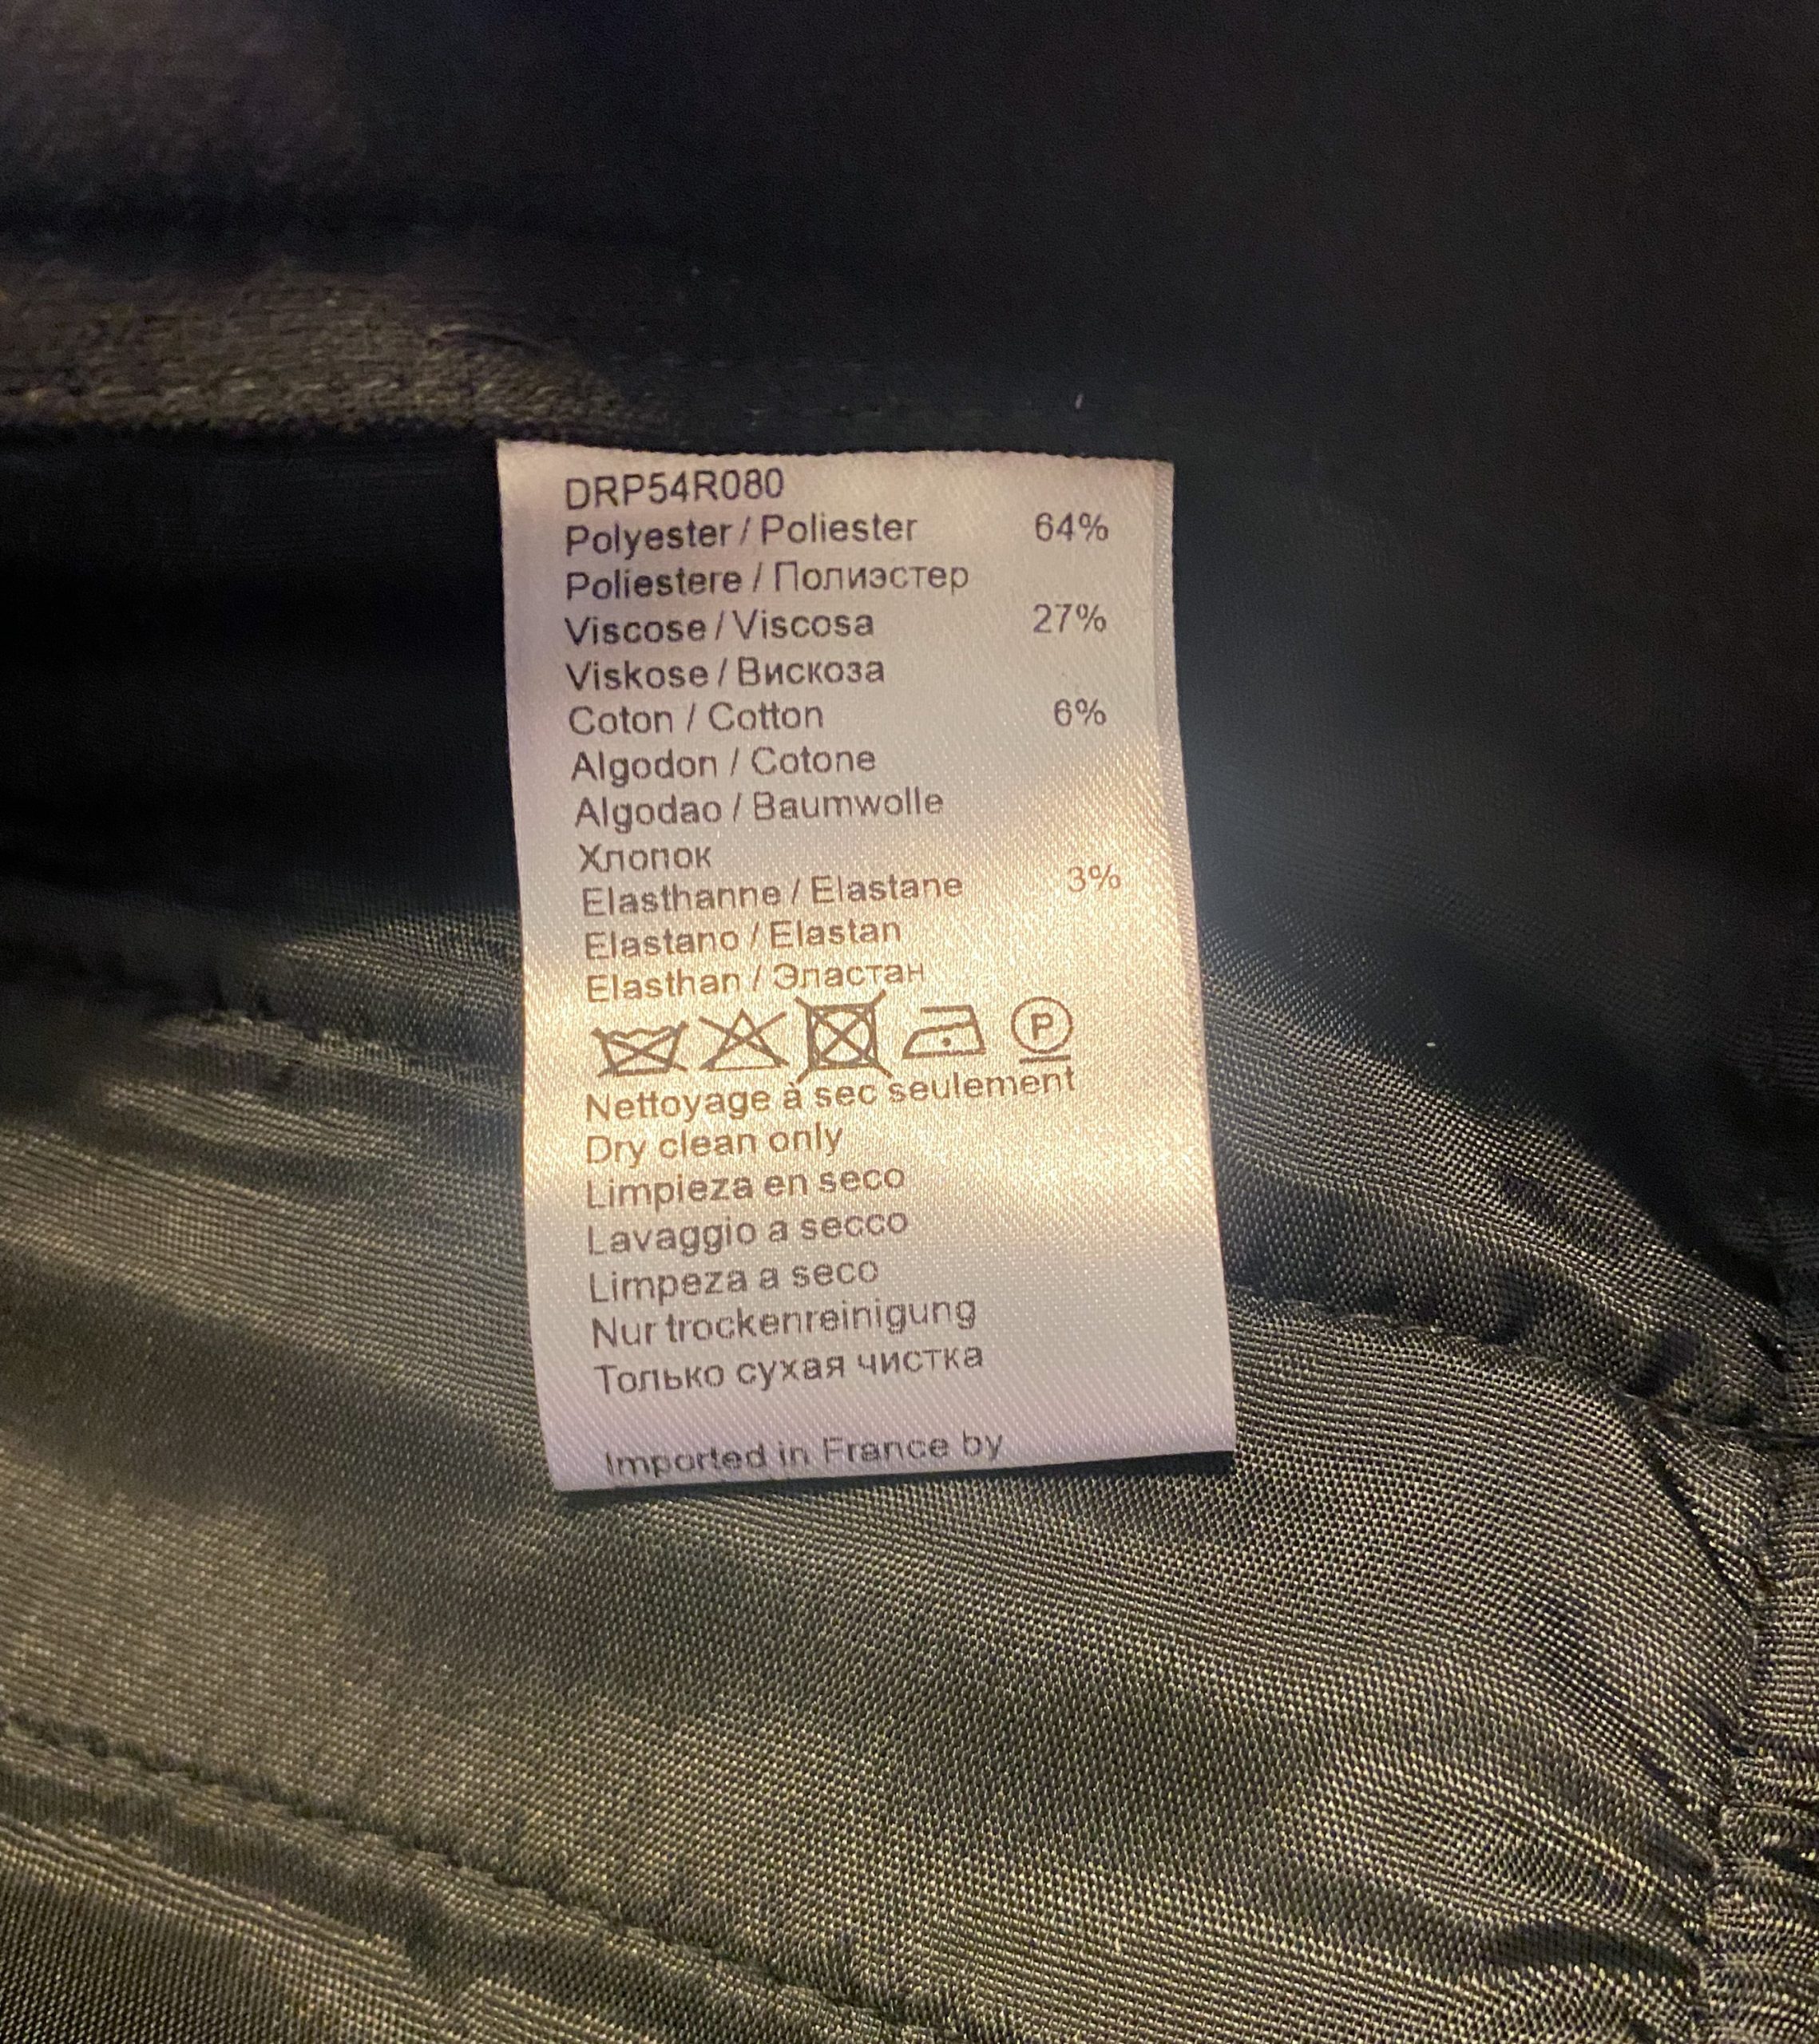 DRP54R080
Polyester / Poliester 64%
Poliestere / Полиэстер
Viscose / Viscosa 27%
Viskose / Вискоза
Coton / Cotton 6%
Algodon / Cotone
Algodao / Baumwolle
Хлопок
Elasthanne / Elastane 3%
Elastano / Elastan
Elasthan / Эластан
P
Nettoyage à sec seulement
Dry clean only
Limpieza en seco
Lavaggio a secco
Limpeza a seco
Nur trockenreinigung
Только сухая чистка
Imported in France by